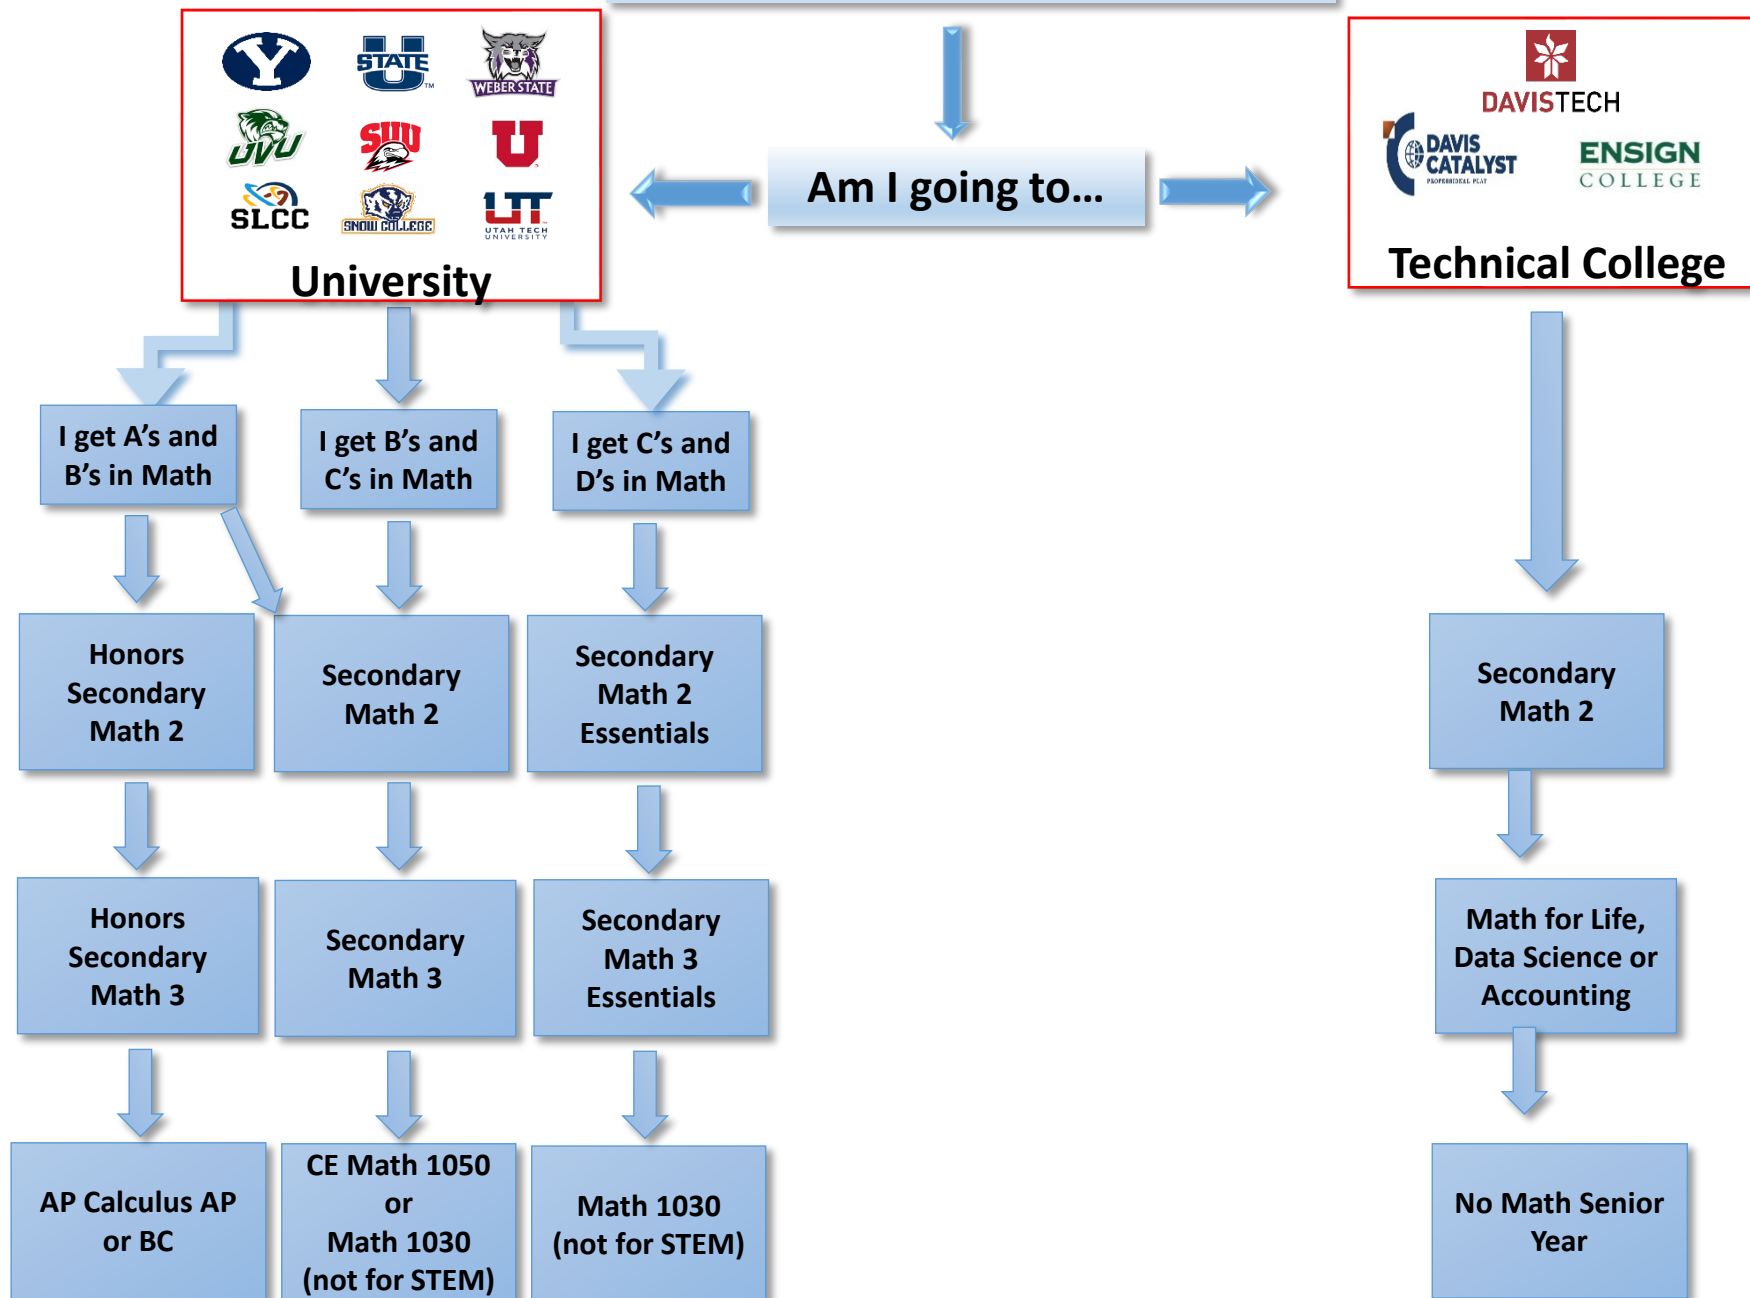 Y
U
STATE
TM
WEBER STATE
UVU
SUU
U
SLCC
SNOW COLLEGE
UT
UTAH TECH
UNIVERSITY
University
Am I going to...
DAVISTECH
DAVIS
CATALYST
ENSIGN
COLLEGE
Technical College
I get A’s and
B’s in Math
I get B’s and
C’s in Math
I get C’s and
D’s in Math
Honors
Secondary
Math 2
Secondary
Math 2
Secondary
Math 2
Essentials
Secondary
Math 2
Honors
Secondary
Math 3
Secondary
Math 3
Secondary
Math 3
Essentials
Math for Life,
Data Science or
Accounting
AP Calculus AP
or BC
CE Math 1050
or
Math 1030
(not for STEM)
Math 1030
(not for STEM)
No Math Senior
Year